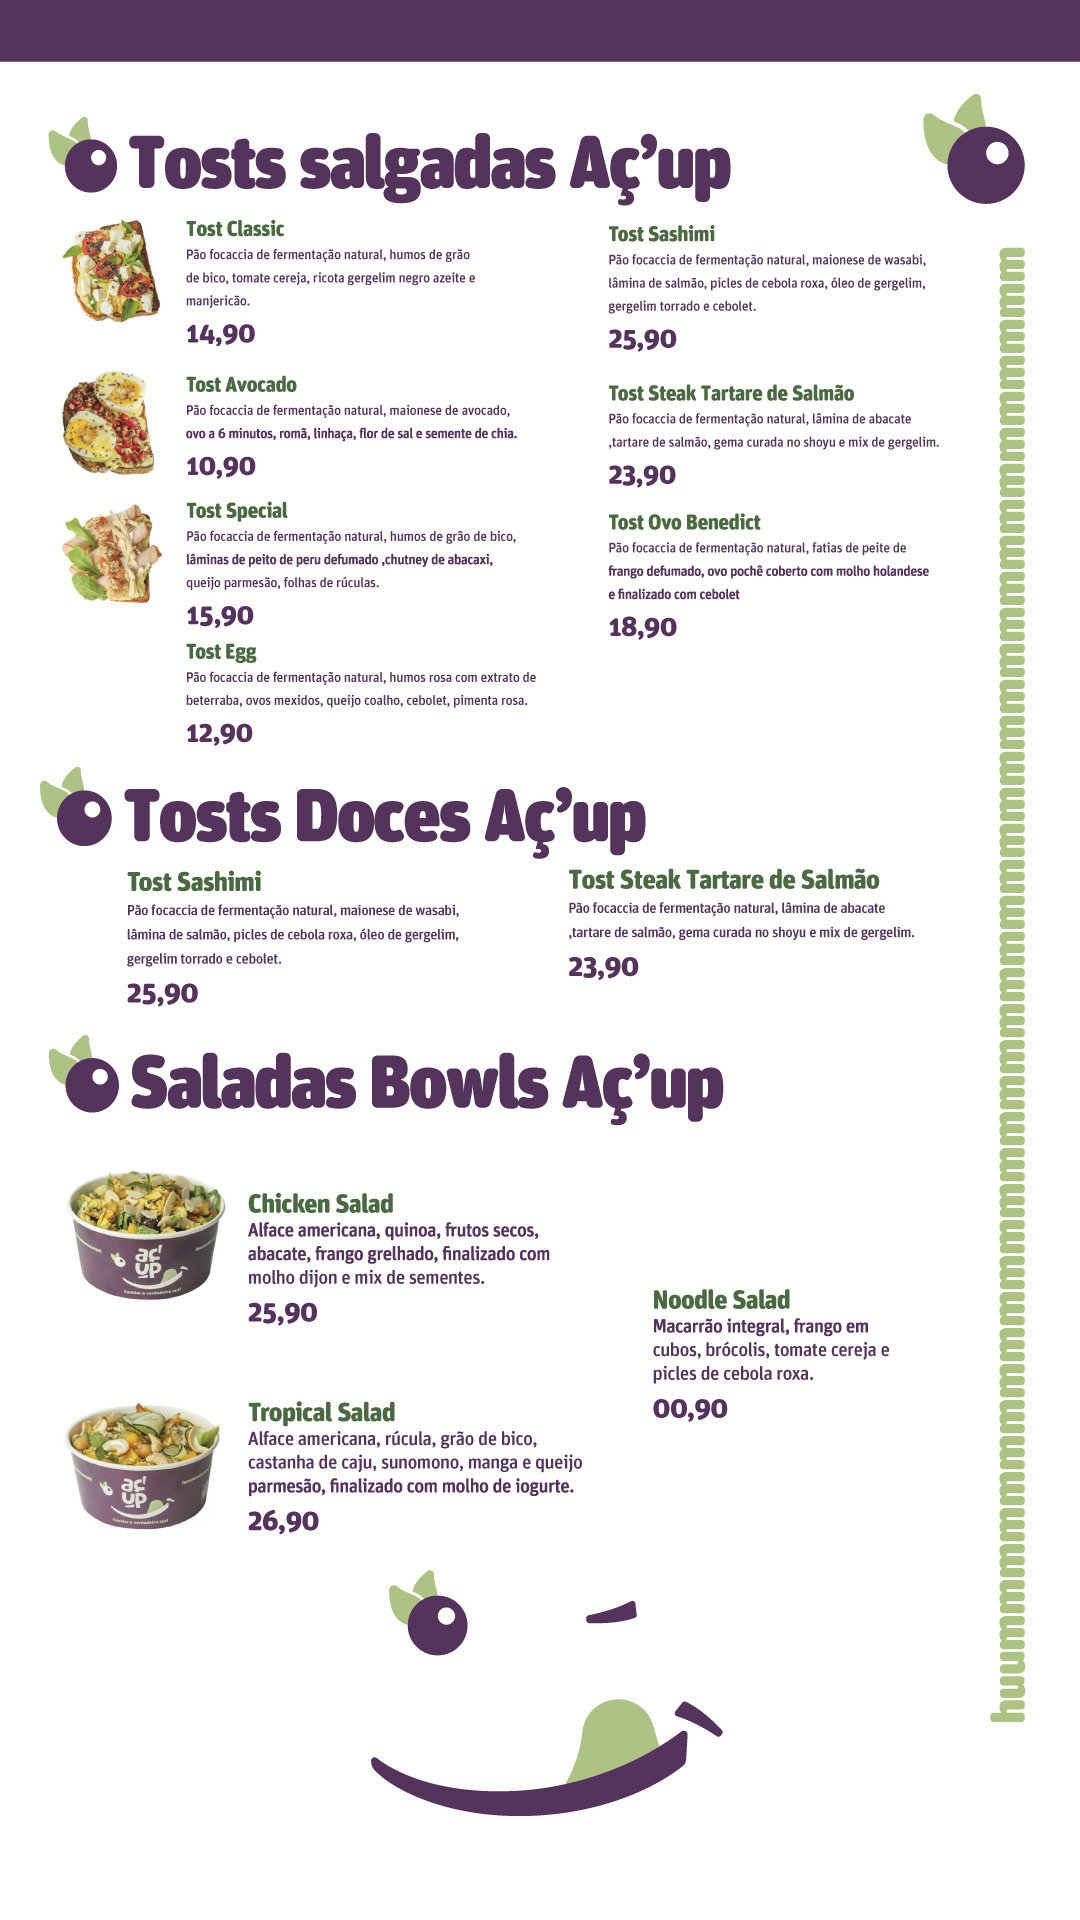 Tosts salgadas Aç’up
Tost Classic
Pão focaccia de fermentação natural, humos de grão
de bico, tomate cereja, ricota gergelim negro azeite e
manjericão.
14,90
Tost Avocado
Pão focaccia de fermentação natural, maionese de avocado,
ovo a 6 minutos, romã, linhaça, flor de sal e semente de chia.
10,90
Tost Special
Pão focaccia de fermentação natural, humos de grão de bico,
lâminas de peito de peru defumado ,chutney de abacaxi,
queijo parmesão, folhas de rúculas.
15,90
Tost Egg
Pão focaccia de fermentação natural, humos rosa com extrato de
beterraba, ovos mexidos, queijo coalho, cebolet, pimenta rosa.
12,90
Tost Sashimi
Pão focaccia de fermentação natural, maionese de wasabi,
lâmina de salmão, picles de cebola roxa, óleo de gergelim,
gergelim torrado e cebolet.
25,90
Tost Steak Tartare de Salmão
Pão focaccia de fermentação natural, lâmina de abacate
,tartare de salmão, gema curada no shoyu e mix de gergelim.
23,90
Tost Ovo Benedict
Pão focaccia de fermentação natural, fatias de peite de
frango defumado, ovo pochê coberto com molho holandese
e finalizado com cebolet
18,90
Tosts Doces Aç’up
Tost Sashimi
Pão focaccia de fermentação natural, maionese de wasabi,
lâmina de salmão, picles de cebola roxa, óleo de gergelim,
gergelim torrado e cebolet.
25,90
Tost Steak Tartare de Salmão
Pão focaccia de fermentação natural, lâmina de abacate
,tartare de salmão, gema curada no shoyu e mix de gergelim.
23,90
Saladas Bowls Aç’up
Chicken Salad
Alface americana, quinoa, frutos secos,
abacate, frango grelhado, finalizado com
molho dijon e mix de sementes.
25,90
Tropical Salad
Alface americana, rúcula, grão de bico,
castanha de caju, sunomono, manga e queijo
parmesão, finalizado com molho de iogurte.
26,90
Noodle Salad
Macarrão integral, frango em
cubos, brócolis, tomate cereja e
picles de cebola roxa.
00,90
aç'
up
Contém o verdadeiro açaí
aç'
up
Contém o verdadeiro açaí